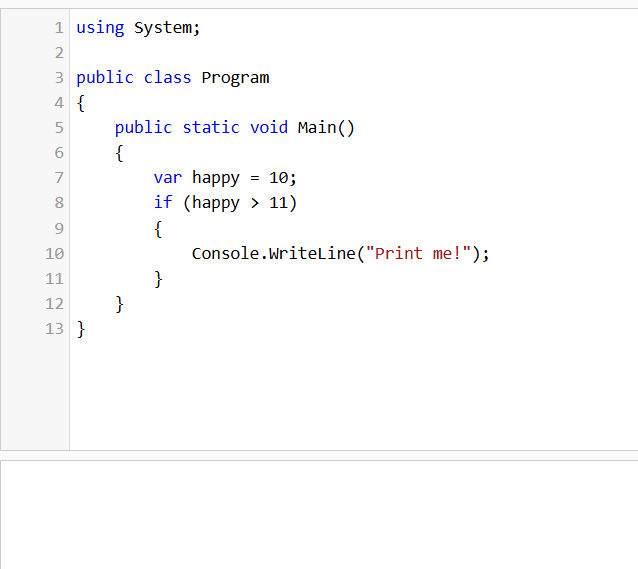 1 using System;
2
3 public class Program
4 {
5     public static void Main()
6     {
7         var happy = 10;
8         if (happy > 11)
9         {
10             Console.WriteLine("Print me!");
11         }
12     }
13 }